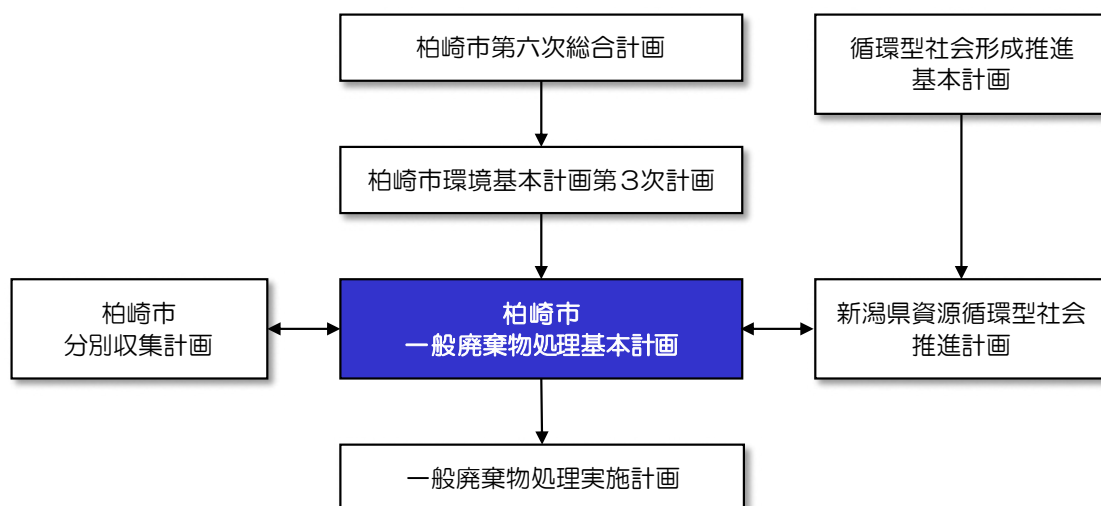 柏崎市第六次総合計画
循環型社会形成推進
基本計画
柏崎市環境基本計画第３次計画
柏崎市
分別収集計画
柏崎市
一般廃棄物処理基本計画
新潟県資源循環型社会
推進計画
一般廃棄物処理実施計画